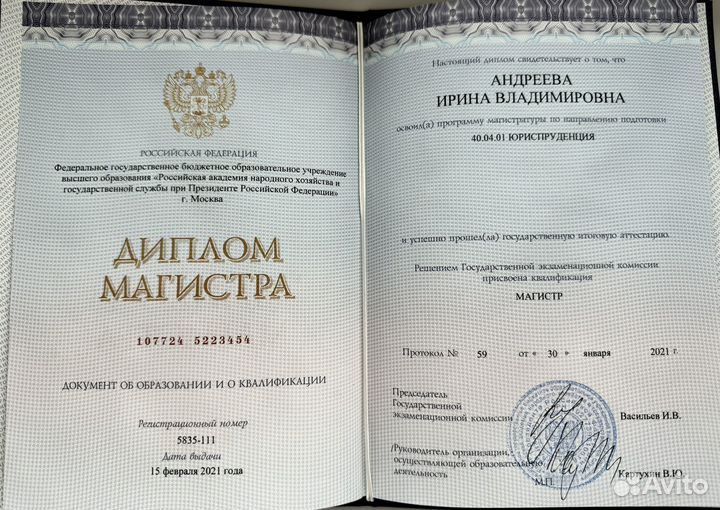 РОССИЙСКАЯ ФЕДЕРАЦИЯ
Федеральное государственное бюджетное образовательное учреждение
высшего образования «Российская академия народного хозяйства и
государственной службы при Президенте Российской Федерации»
г. Москва
ДИПЛОМ
МАГИСТРА
107724 5223454
ДОКУМЕНТ ОБ ОБРАЗОВАНИИ И О КВАЛИФИКАЦИИ
Регистрационный номер
5835-111
Дата выдачи
15 февраля 2021 года
Настоящий диплом свидетельствует о том, что
АНДРЕЕВА
ИРИНА ВЛАДИМИРОВНА
освоил(а) программу магистратуры по направлению подготовки
40.04.01 ЮРИСПРУДЕНЦИЯ
и успешно прошел(ла) государственную итоговую аттестацию.
Решением Государственной экзаменационной комиссии
присвоена квалификация
МАГИСТР
Протокол № 59 от « 30 » января 2021 г.
Председатель
Государственной
экзаменационной комиссии Васильев И.В.
Руководитель организации,
осуществляющей образовательную
деятельность Картухин В.Ю.
М.П.
Avito